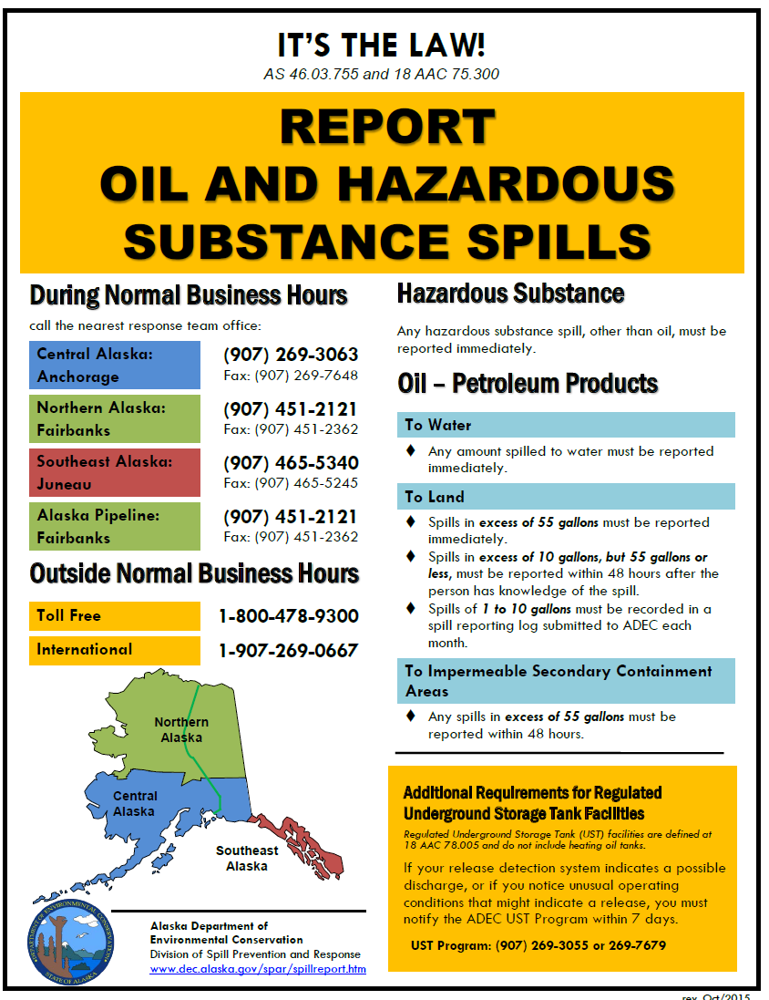 IT'S THE LAW!
AS 46.03.755 and 18 AAC 75.300
REPORT
OIL AND HAZARDOUS
SUBSTANCE SPILLS
During Normal Business Hours
call the nearest response team office:
Central Alaska:
Anchorage
(907) 269-3063
Fax: (907) 269-7648
Northern Alaska:
Fairbanks
(907) 451-2121
Fax: (907) 451-2362
Southeast Alaska:
Juneau
(907) 465-5340
Fax: (907) 465-5245
Alaska Pipeline:
Fairbanks
(907) 451-2121
Fax: (907) 451-2362
Outside Normal Business Hours
Toll Free
1-800-478-9300
International
1-907-269-0667
Northern
Alaska
Central
Alaska
Southeast
Alaska
DEPARTMENT OF ENVIRONMENTAL CONSERVATION
STATE OF ALASKA
Alaska Department of
Environmental Conservation
Division of Spill Prevention and Response
www.dec.alaska.gov/spar/spillreport.htm
Hazardous Substance
Any hazardous substance spill, other than oil, must be
reported immediately.
Oil – Petroleum Products
To Water
♦ Any amount spilled to water must be reported
immediately.
To Land
♦ Spills in excess of 55 gallons must be reported
immediately.
♦ Spills in excess of 10 gallons, but 55 gallons or
less, must be reported within 48 hours after the
person has knowledge of the spill.
♦ Spills of 1 to 10 gallons must be recorded in a
spill reporting log submitted to ADEC each
month.
To Impermeable Secondary Containment
Areas
♦ Any spills in excess of 55 gallons must be
reported within 48 hours.
Additional Requirements for Regulated
Underground Storage Tank Facilities
Regulated Underground Storage Tank (UST) facilities are defined at
18 AAC 78.005 and do not include heating oil tanks.
If your release detection system indicates a possible
discharge, or if you notice unusual operating
conditions that might indicate a release, you must
notify the ADEC UST Program within 7 days.
UST Program: (907) 269-3055 or 269-7679
rev. Oct/2015